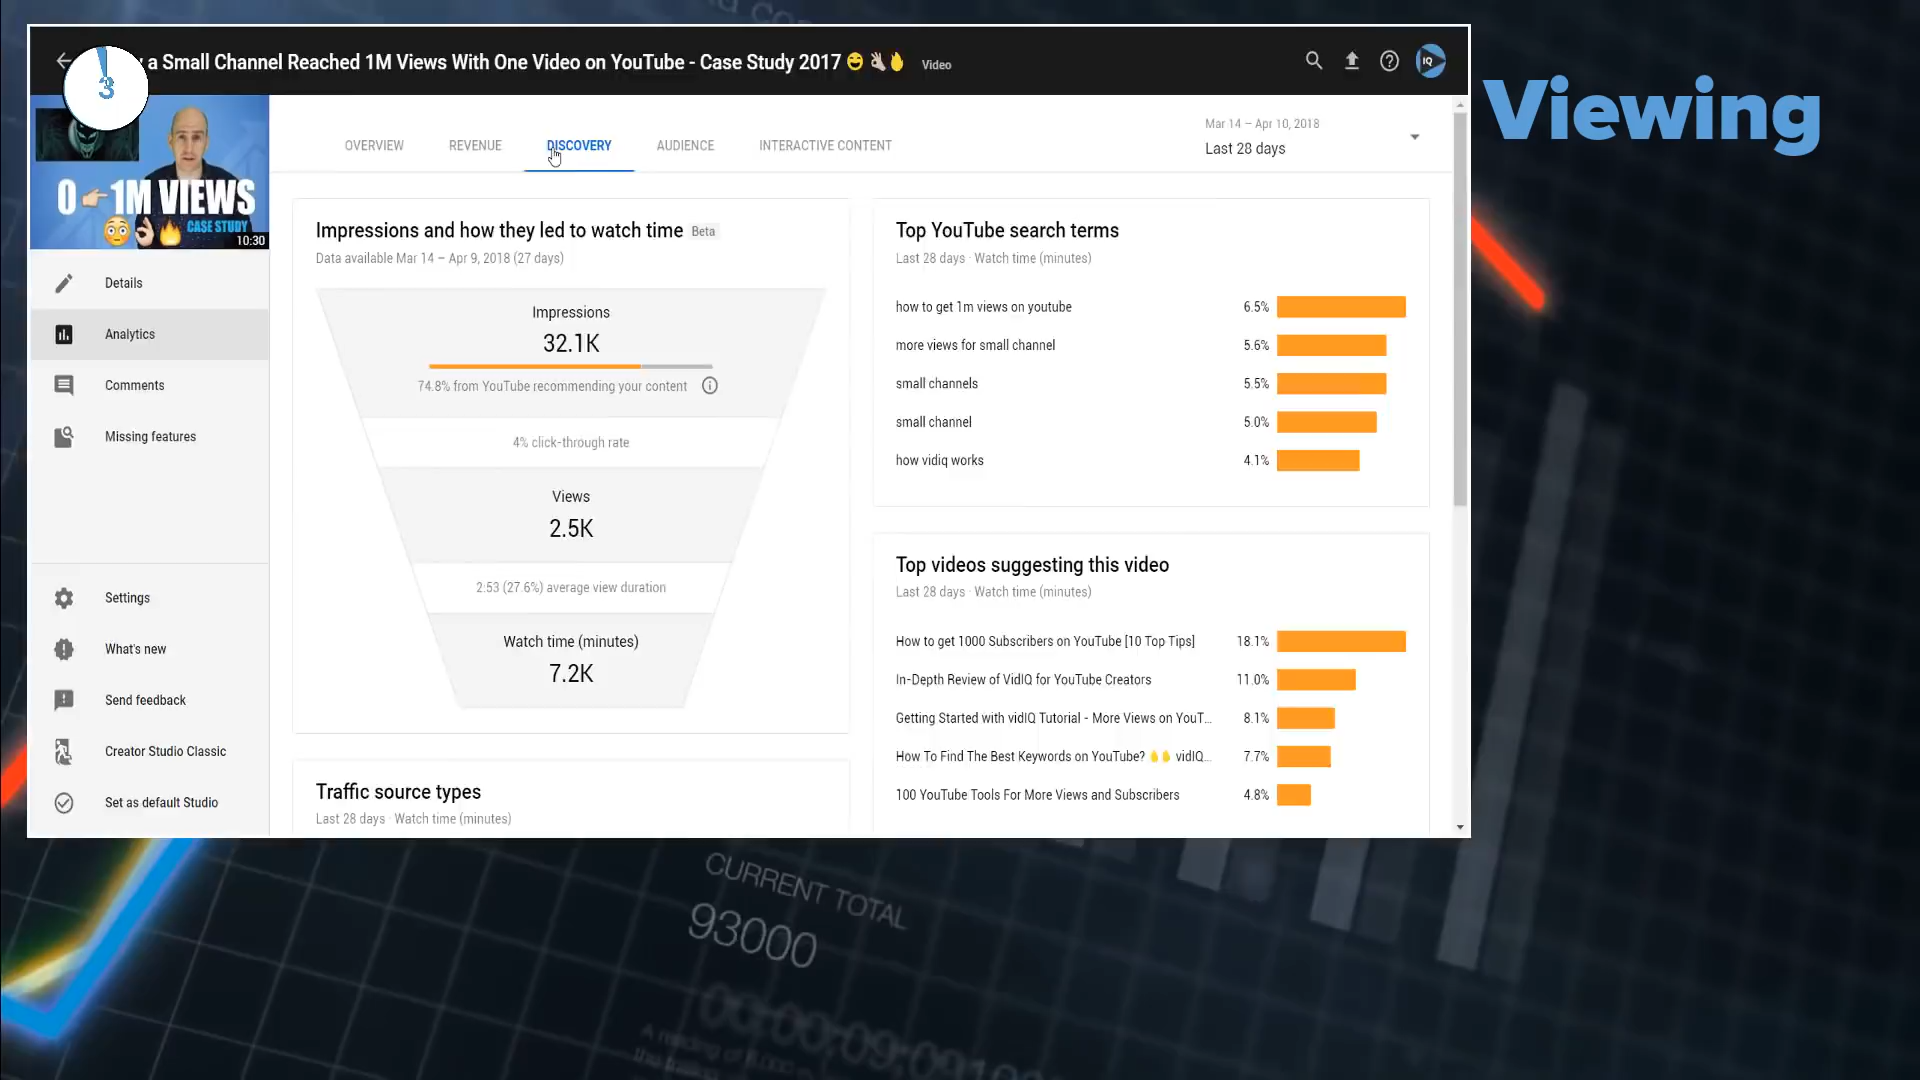 a Small Channel Reached 1M Views With One Video on YouTube - Case Study 2017 😄👌🔥 Video
IQ
3
Viewing
0 👉 1M VIEWS
CASE STUDY
10:30
OVERVIEW
REVENUE
DISCOVERY
AUDIENCE
INTERACTIVE CONTENT
Mar 14 – Apr 10, 2018
Last 28 days
Details
Analytics
Comments
Missing features
Settings
What's new
Send feedback
Creator Studio Classic
Set as default Studio
Impressions and how they led to watch time Beta
Data available Mar 14 – Apr 9, 2018 (27 days)
Impressions
32.1K
74.8% from YouTube recommending your content
4% click-through rate
Views
2.5K
2:53 (27.6%) average view duration
Watch time (minutes)
7.2K
Traffic source types
Last 28 days · Watch time (minutes)
Top YouTube search terms
Last 28 days · Watch time (minutes)
how to get 1m views on youtube 6.5%
more views for small channel 5.6%
small channels 5.5%
small channel 5.0%
how vidiq works 4.1%
Top videos suggesting this video
Last 28 days · Watch time (minutes)
How to get 1000 Subscribers on YouTube [10 Top Tips] 18.1%
In-Depth Review of VidIQ for YouTube Creators 11.0%
Getting Started with vidIQ Tutorial - More Views on YouT... 8.1%
How To Find The Best Keywords on YouTube? 👐 vidIQ... 7.7%
100 YouTube Tools For More Views and Subscribers 4.8%
CURRENT TOTAL
93000